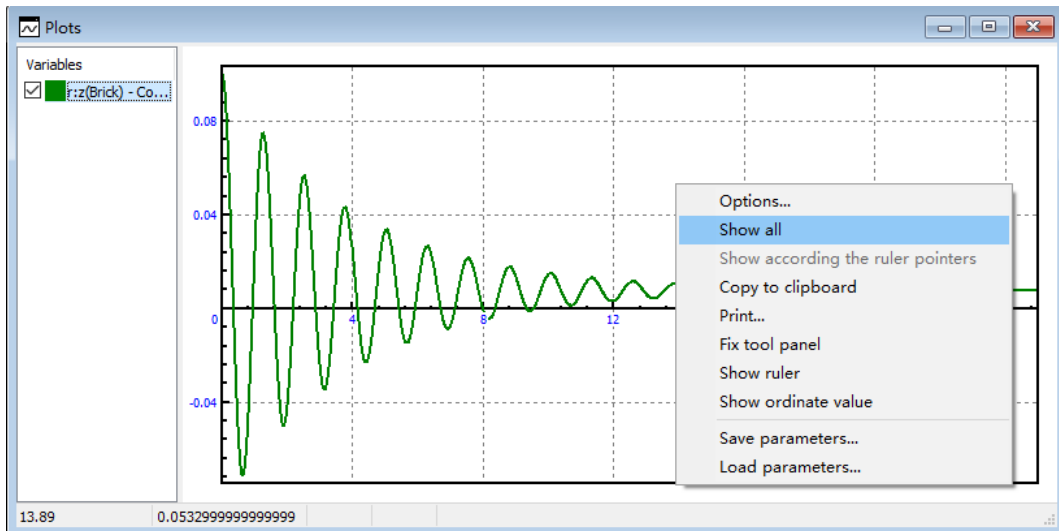 Plots
Variables
r:z(Brick) - Co...
0.08
0.04
0
4
8
12
-0.04
Options...
Show all
Show according the ruler pointers
Copy to clipboard
Print...
Fix tool panel
Show ruler
Show ordinate value
Save parameters...
Load parameters...
13.89 0.0532999999999999